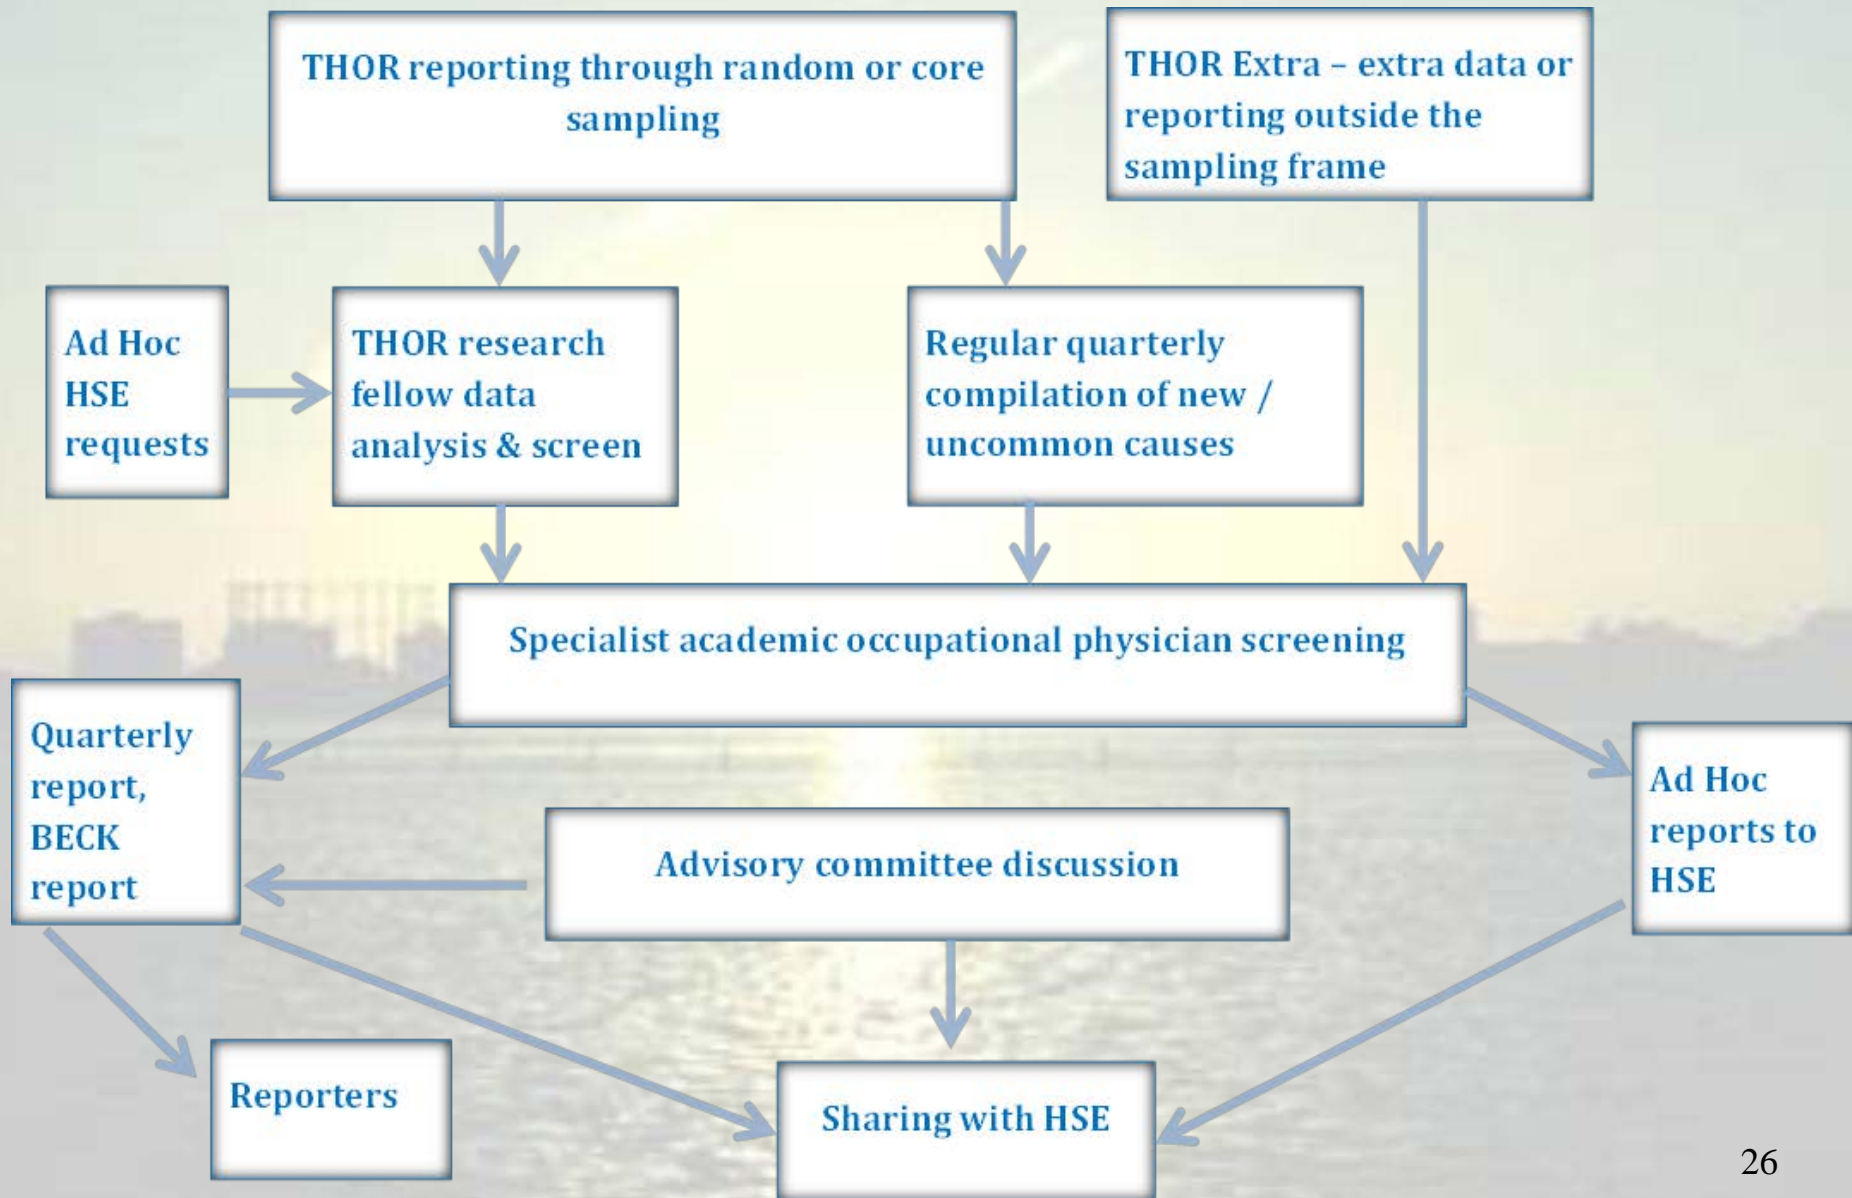 THOR reporting through random or core
sampling
THOR Extra – extra data or
reporting outside the
sampling frame
Ad Hoc
HSE
requests
THOR research
fellow data
analysis & screen
Regular quarterly
compilation of new /
uncommon causes
Specialist academic occupational physician screening
Quarterly
report,
BECK
report
Advisory committee discussion
Ad Hoc
reports to
HSE
Reporters
Sharing with HSE
26